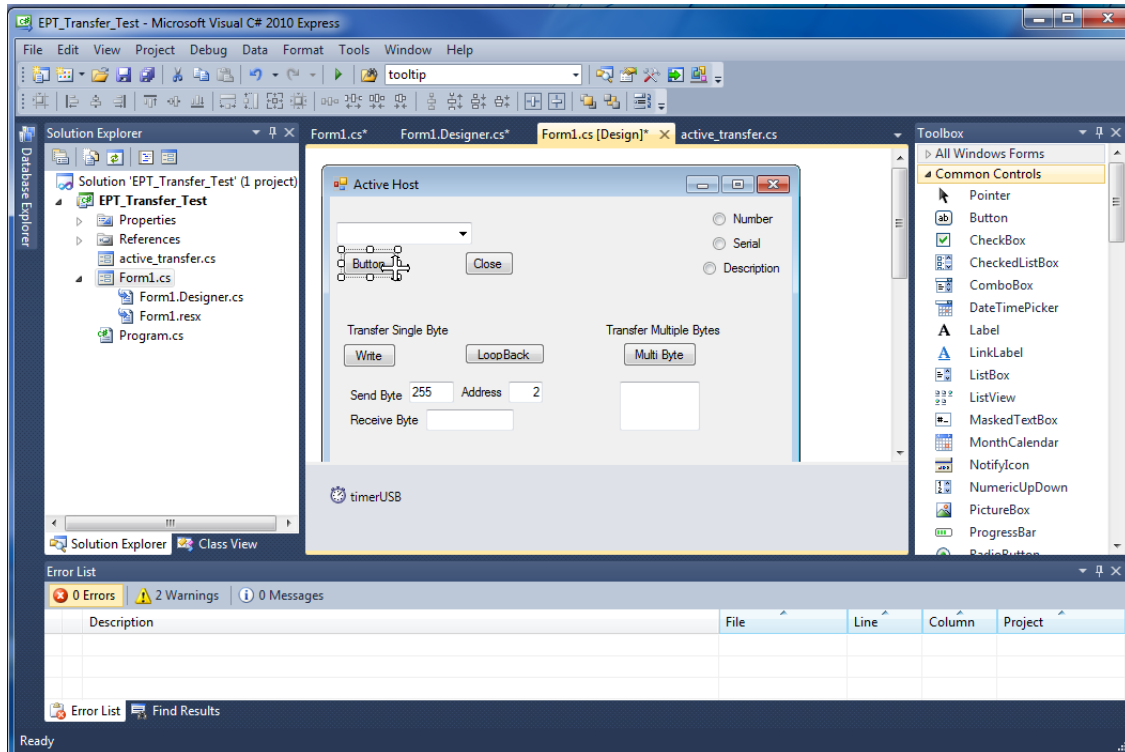 EPT_Transfer_Test - Microsoft Visual C# 2010 Express
File Edit View Project Debug Data Format Tools Window Help
tooltip
Database Explorer
Solution Explorer
Solution 'EPT_Transfer_Test' (1 project)
EPT_Transfer_Test
Properties
References
active_transfer.cs
Form1.cs
Form1.Designer.cs
Form1.resx
Program.cs
Solution Explorer Class View
Form1.cs* Form1.Designer.cs* Form1.cs [Design]* active_transfer.cs
Active Host
Number
Serial
Button Close Description
Transfer Single Byte Transfer Multiple Bytes
Write LoopBack Multi Byte
Send Byte 255 Address 2
Receive Byte
timerUSB
Toolbox
All Windows Forms
Common Controls
Pointer
Button
CheckBox
CheckedListBox
ComboBox
DateTimePicker
Label
LinkLabel
ListBox
ListView
MaskedTextBox
MonthCalendar
NotifyIcon
NumericUpDown
PictureBox
ProgressBar
RadioButton
Error List
0 Errors 2 Warnings 0 Messages
Description File Line Column Project
Error List Find Results
Ready